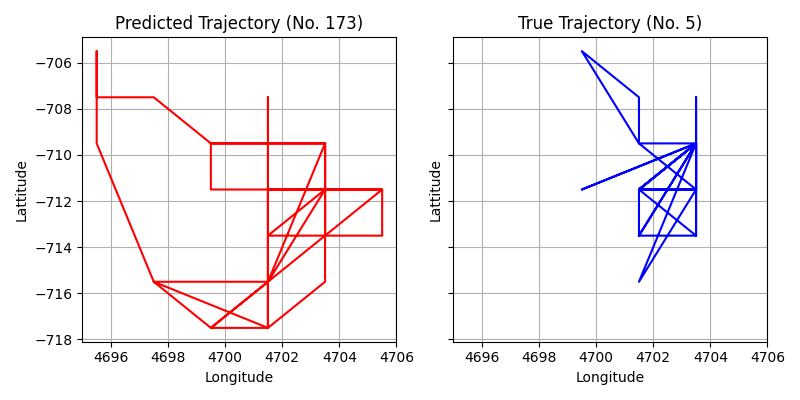 Predicted Trajectory (No. 173)
True Trajectory (No. 5)
−706
−708
−710
−712
−714
−716
−718
Lattitude
Lattitude
4696 4698 4700 4702 4704 4706
4696 4698 4700 4702 4704 4706
Longitude
Longitude